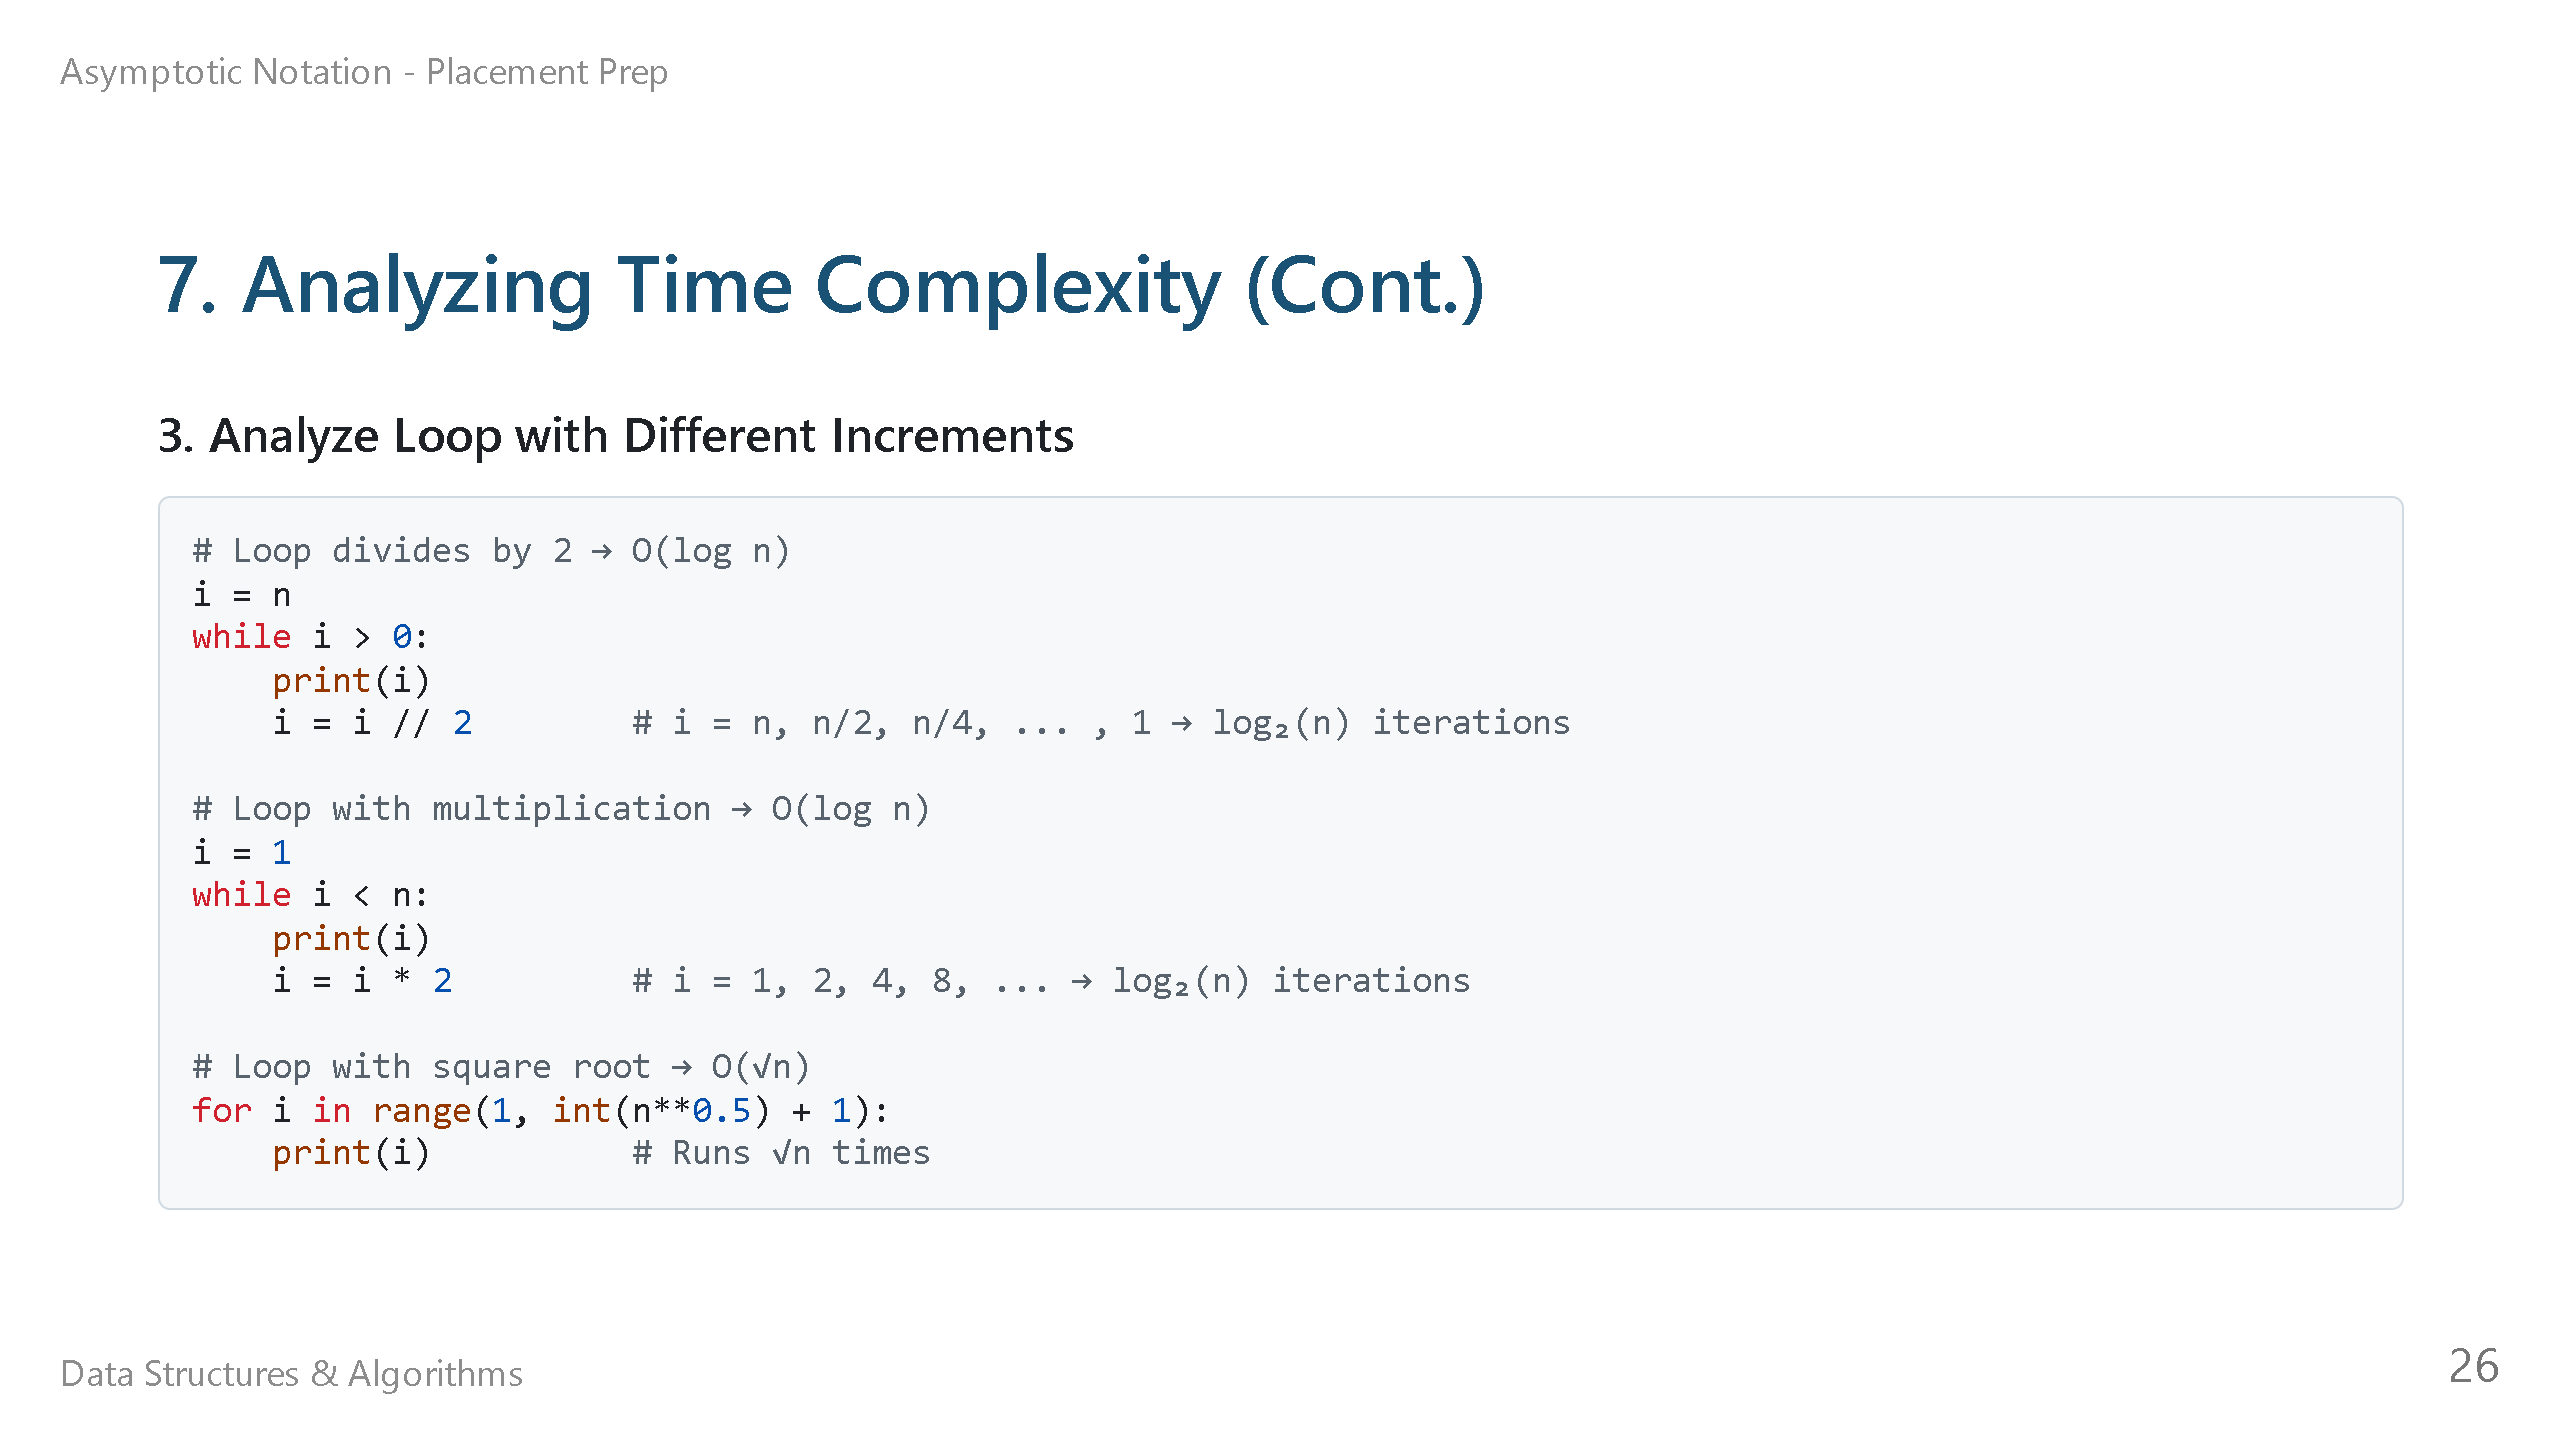 Asymptotic Notation - Placement Prep
7. Analyzing Time Complexity (Cont.)
3. Analyze Loop with Different Increments
# Loop divides by 2 → O(log n)
i = n
while i > 0:
    print(i)
    i = i // 2        # i = n, n/2, n/4, ... , 1 → log₂(n) iterations
# Loop with multiplication → O(log n)
i = 1
while i < n:
    print(i)
    i = i * 2         # i = 1, 2, 4, 8, ... → log₂(n) iterations
# Loop with square root → O(√n)
for i in range(1, int(n**0.5) + 1):
    print(i)          # Runs √n times
Data Structures & Algorithms
26